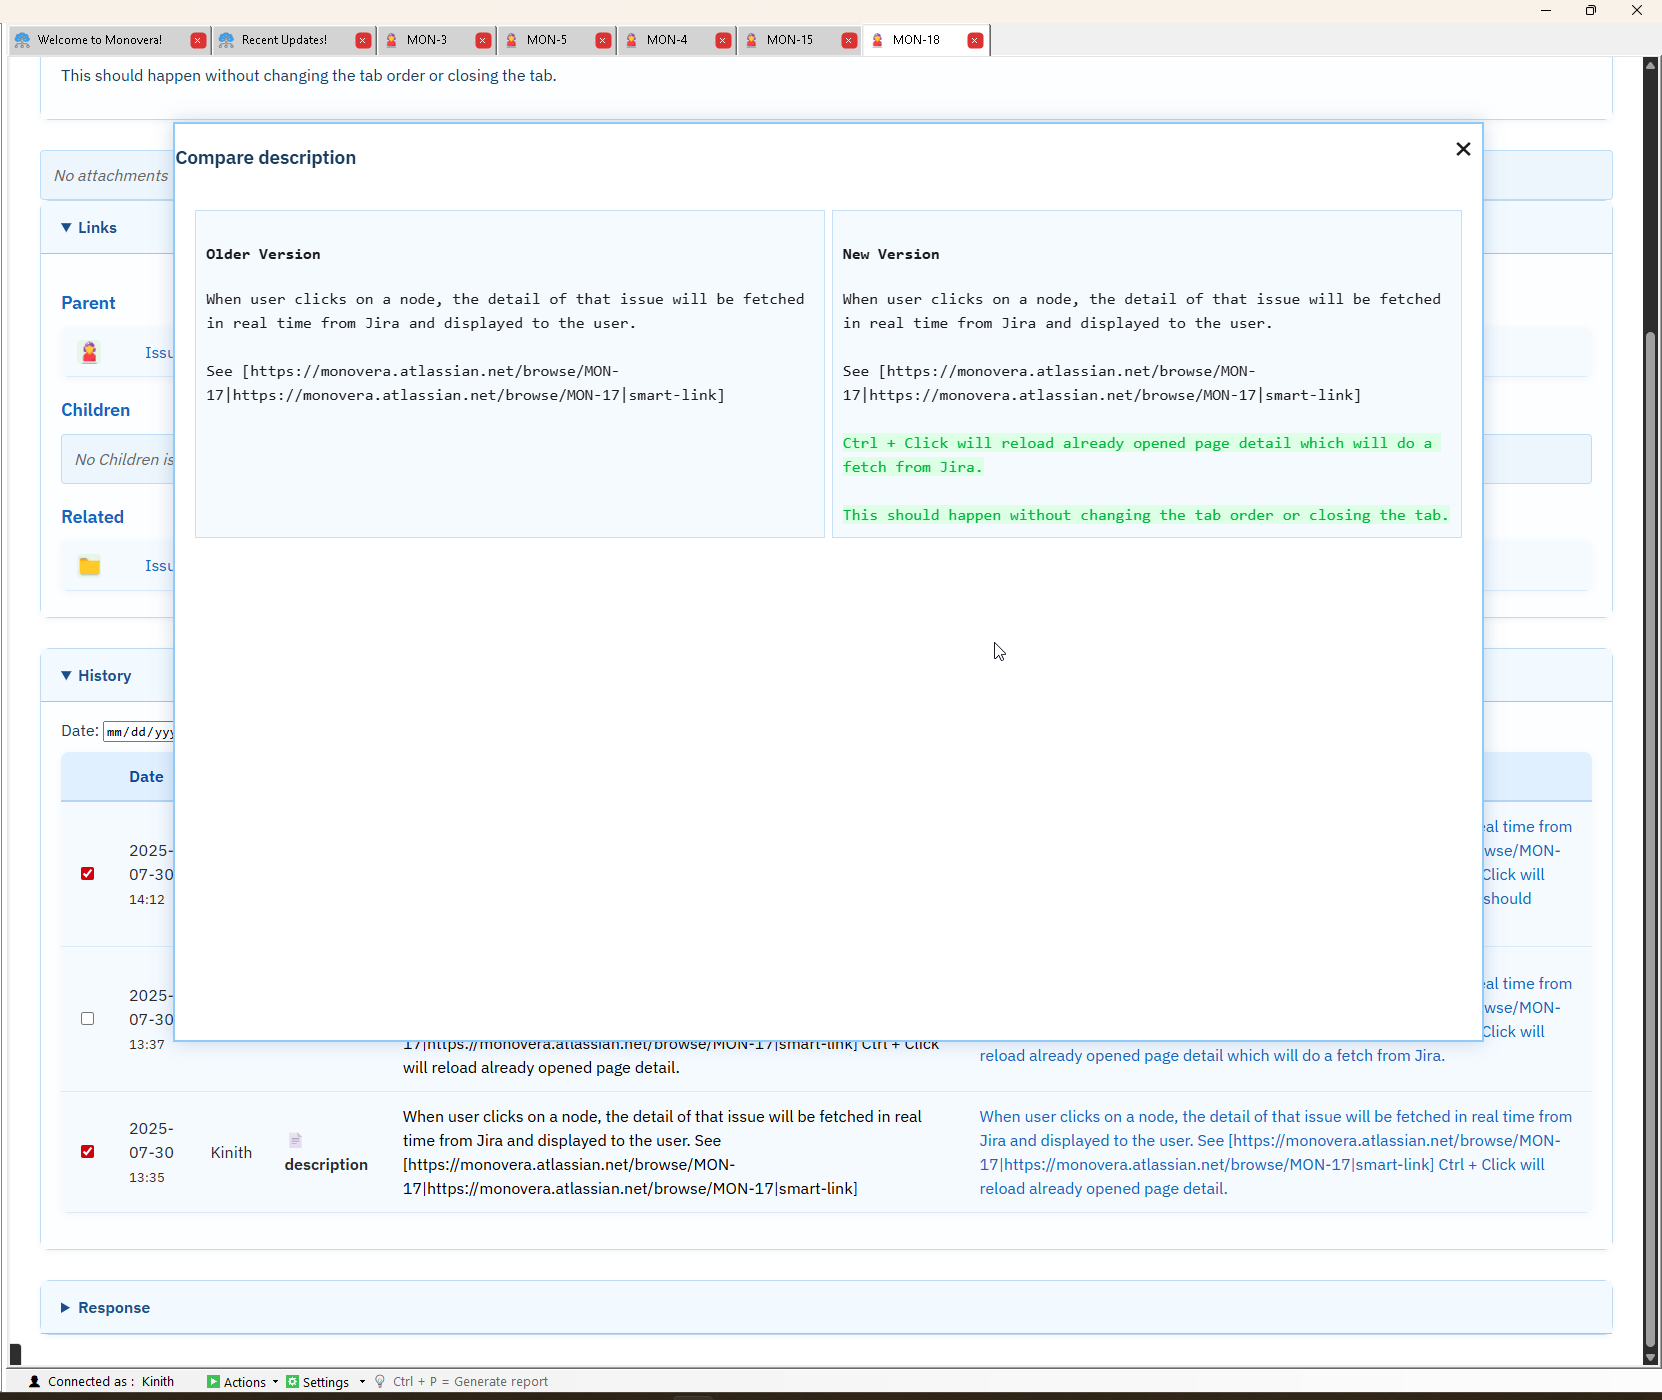 Welcome to Monovera!
Recent Updates!
MON-3
MON-5
MON-4
MON-15
MON-18
This should happen without changing the tab order or closing the tab.
Compare description
No attachments
Links
Older Version
New Version
When user clicks on a node, the detail of that issue will be fetched
in real time from Jira and displayed to the user.
See [https://monovera.atlassian.net/browse/MON-
17|https://monovera.atlassian.net/browse/MON-17|smart-link]
When user clicks on a node, the detail of that issue will be fetched
in real time from Jira and displayed to the user.
See [https://monovera.atlassian.net/browse/MON-
17|https://monovera.atlassian.net/browse/MON-17|smart-link]
Ctrl + Click will reload already opened page detail which will do a
fetch from Jira.
This should happen without changing the tab order or closing the tab.
Parent
Issu
Children
No Children is
Related
Issu
History
Date: mm/dd/yyy
Date
2025-
07-30
14:12
eal time from
wse/MON-
Click will
should
2025-
07-30
13:37
17|https://monovera.atlassian.net/browse/MON-17|smart-link] Ctrl + Click
will reload already opened page detail.
eal time from
wse/MON-
Click will
reload already opened page detail which will do a fetch from Jira.
2025-
07-30
13:35
Kinith
description
When user clicks on a node, the detail of that issue will be fetched in real
time from Jira and displayed to the user. See
[https://monovera.atlassian.net/browse/MON-
17|https://monovera.atlassian.net/browse/MON-17|smart-link]
When user clicks on a node, the detail of that issue will be fetched in real time from
Jira and displayed to the user. See [https://monovera.atlassian.net/browse/MON-
17|https://monovera.atlassian.net/browse/MON-17|smart-link] Ctrl + Click will
reload already opened page detail.
Response
Connected as : Kinith
Actions
Settings
Ctrl + P = Generate report